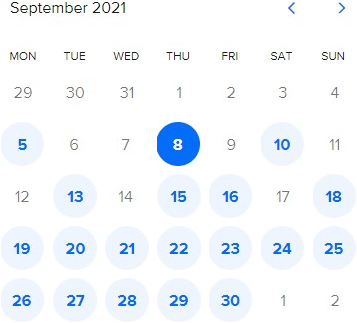 September 2021
MON TUE WED THU FRI SAT SUN
29 30 31 1 2 3 4
5 6 7 8 9 10 11
12 13 14 15 16 17 18
19 20 21 22 23 24 25
26 27 28 29 30 1 2